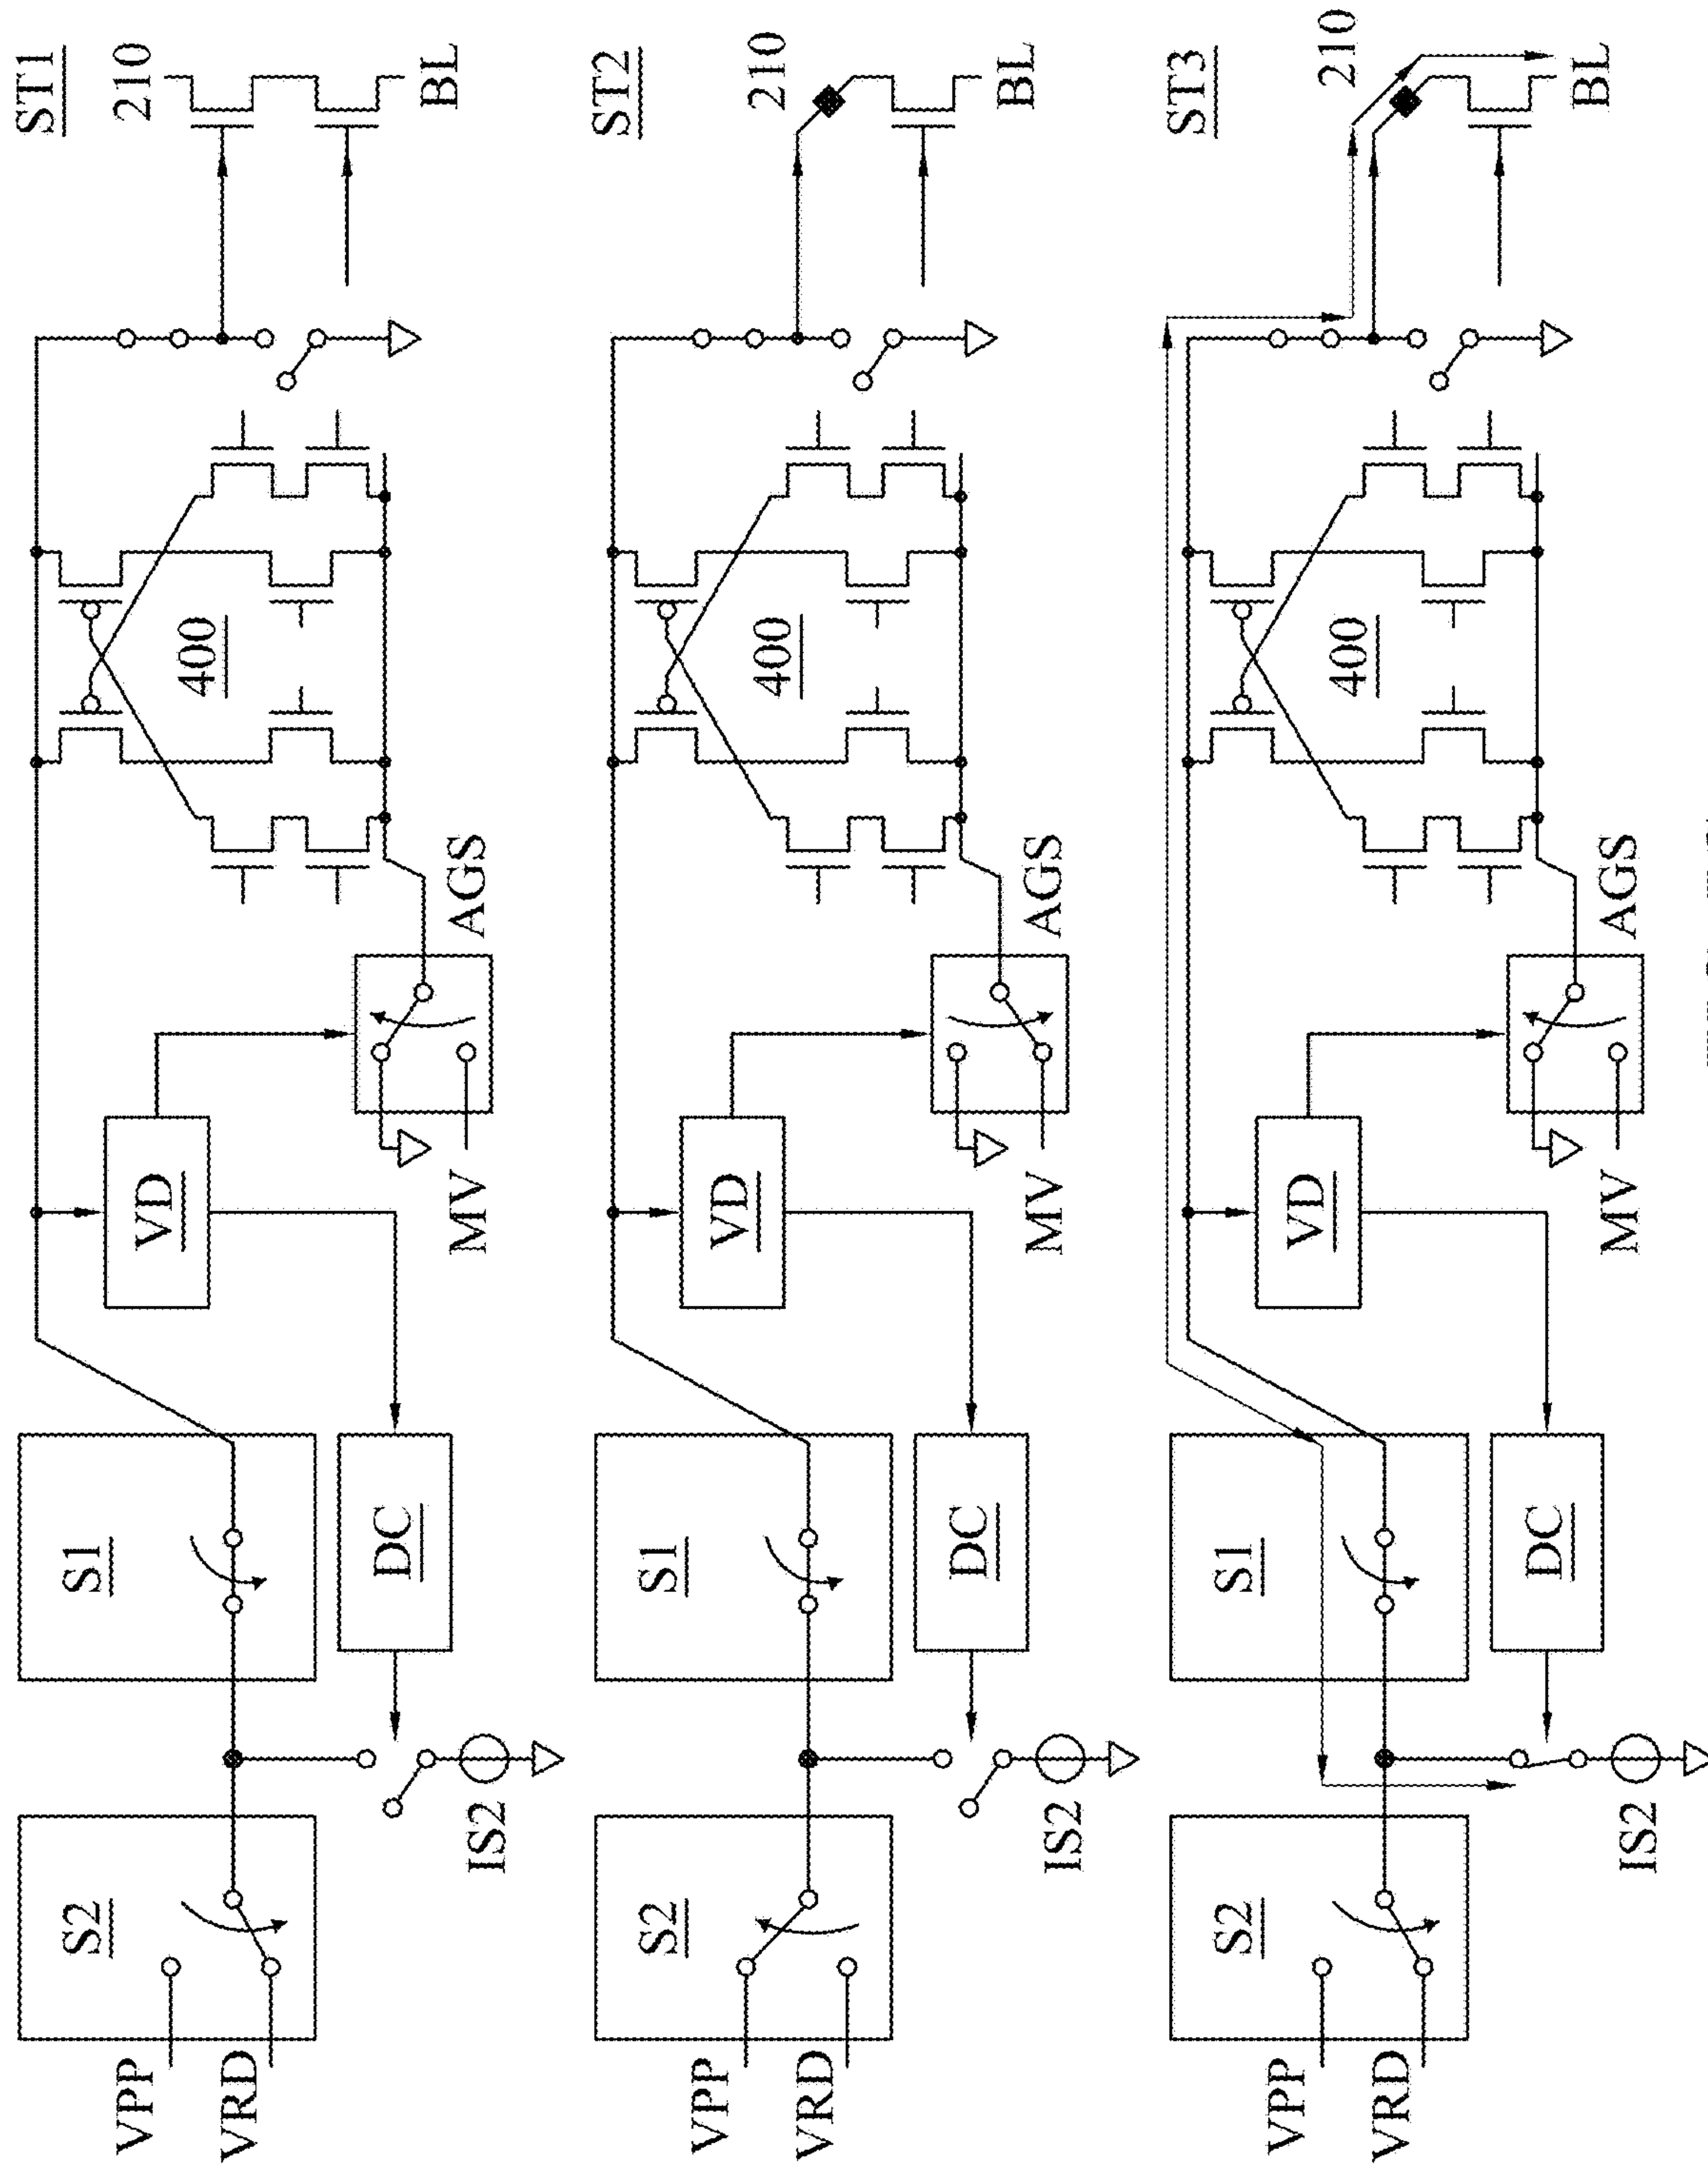 ST1
210
BL
400
AGS
VD
MV
S1
DC
S2
IS2
VPP
VRD
ST2
210
BL
400
AGS
VD
MV
S1
DC
S2
IS2
VPP
VRD
ST3
210
BL
400
AGS
VD
MV
S1
DC
S2
IS2
VPP
VRD